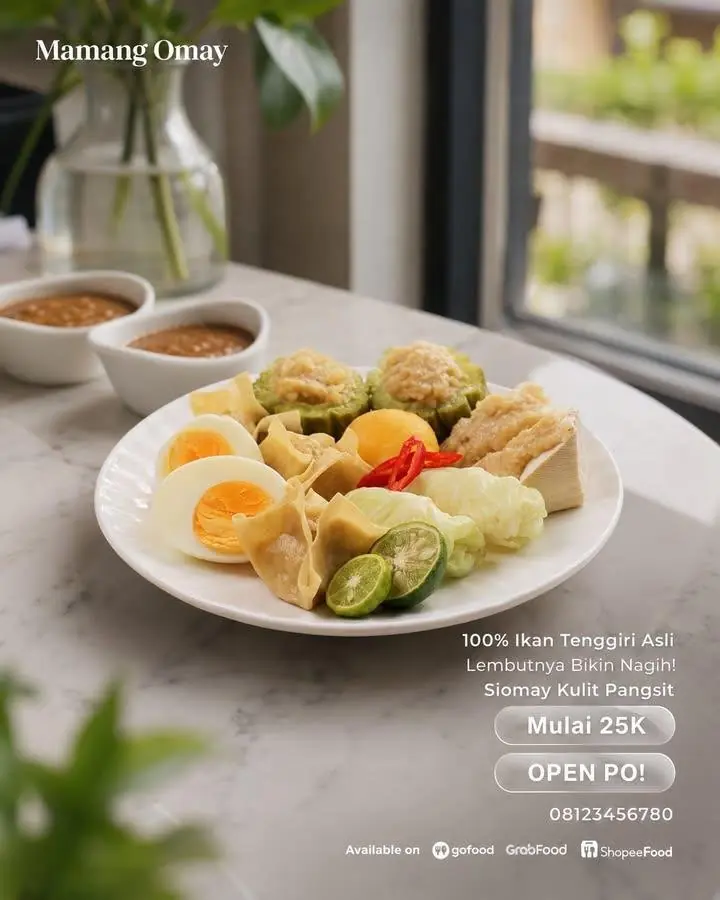 Mamang Omay
100% Ikan Tenggiri Asli
Lembutnya Bikin Nagih!
Siomay Kulit Pangsit
Mulai 25K
OPEN PO!
08123456780
Available on gofood GrabFood ShopeeFood